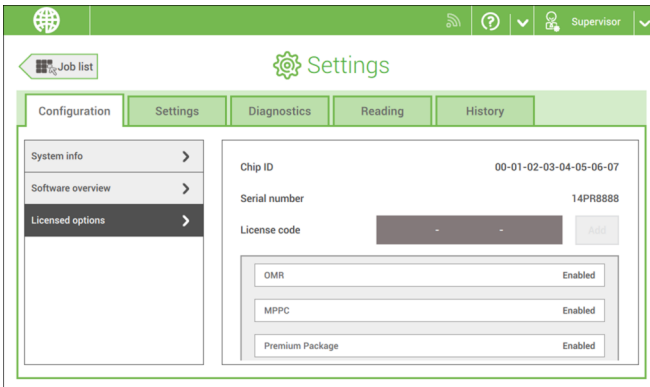 Supervisor
Job list
Settings
Configuration Settings Diagnostics Reading History
System info
Software overview
Licensed options
Chip ID 00-01-02-03-04-05-06-07
Serial number 14PR8888
License code - - Add
OMR Enabled
MPPC Enabled
Premium Package Enabled